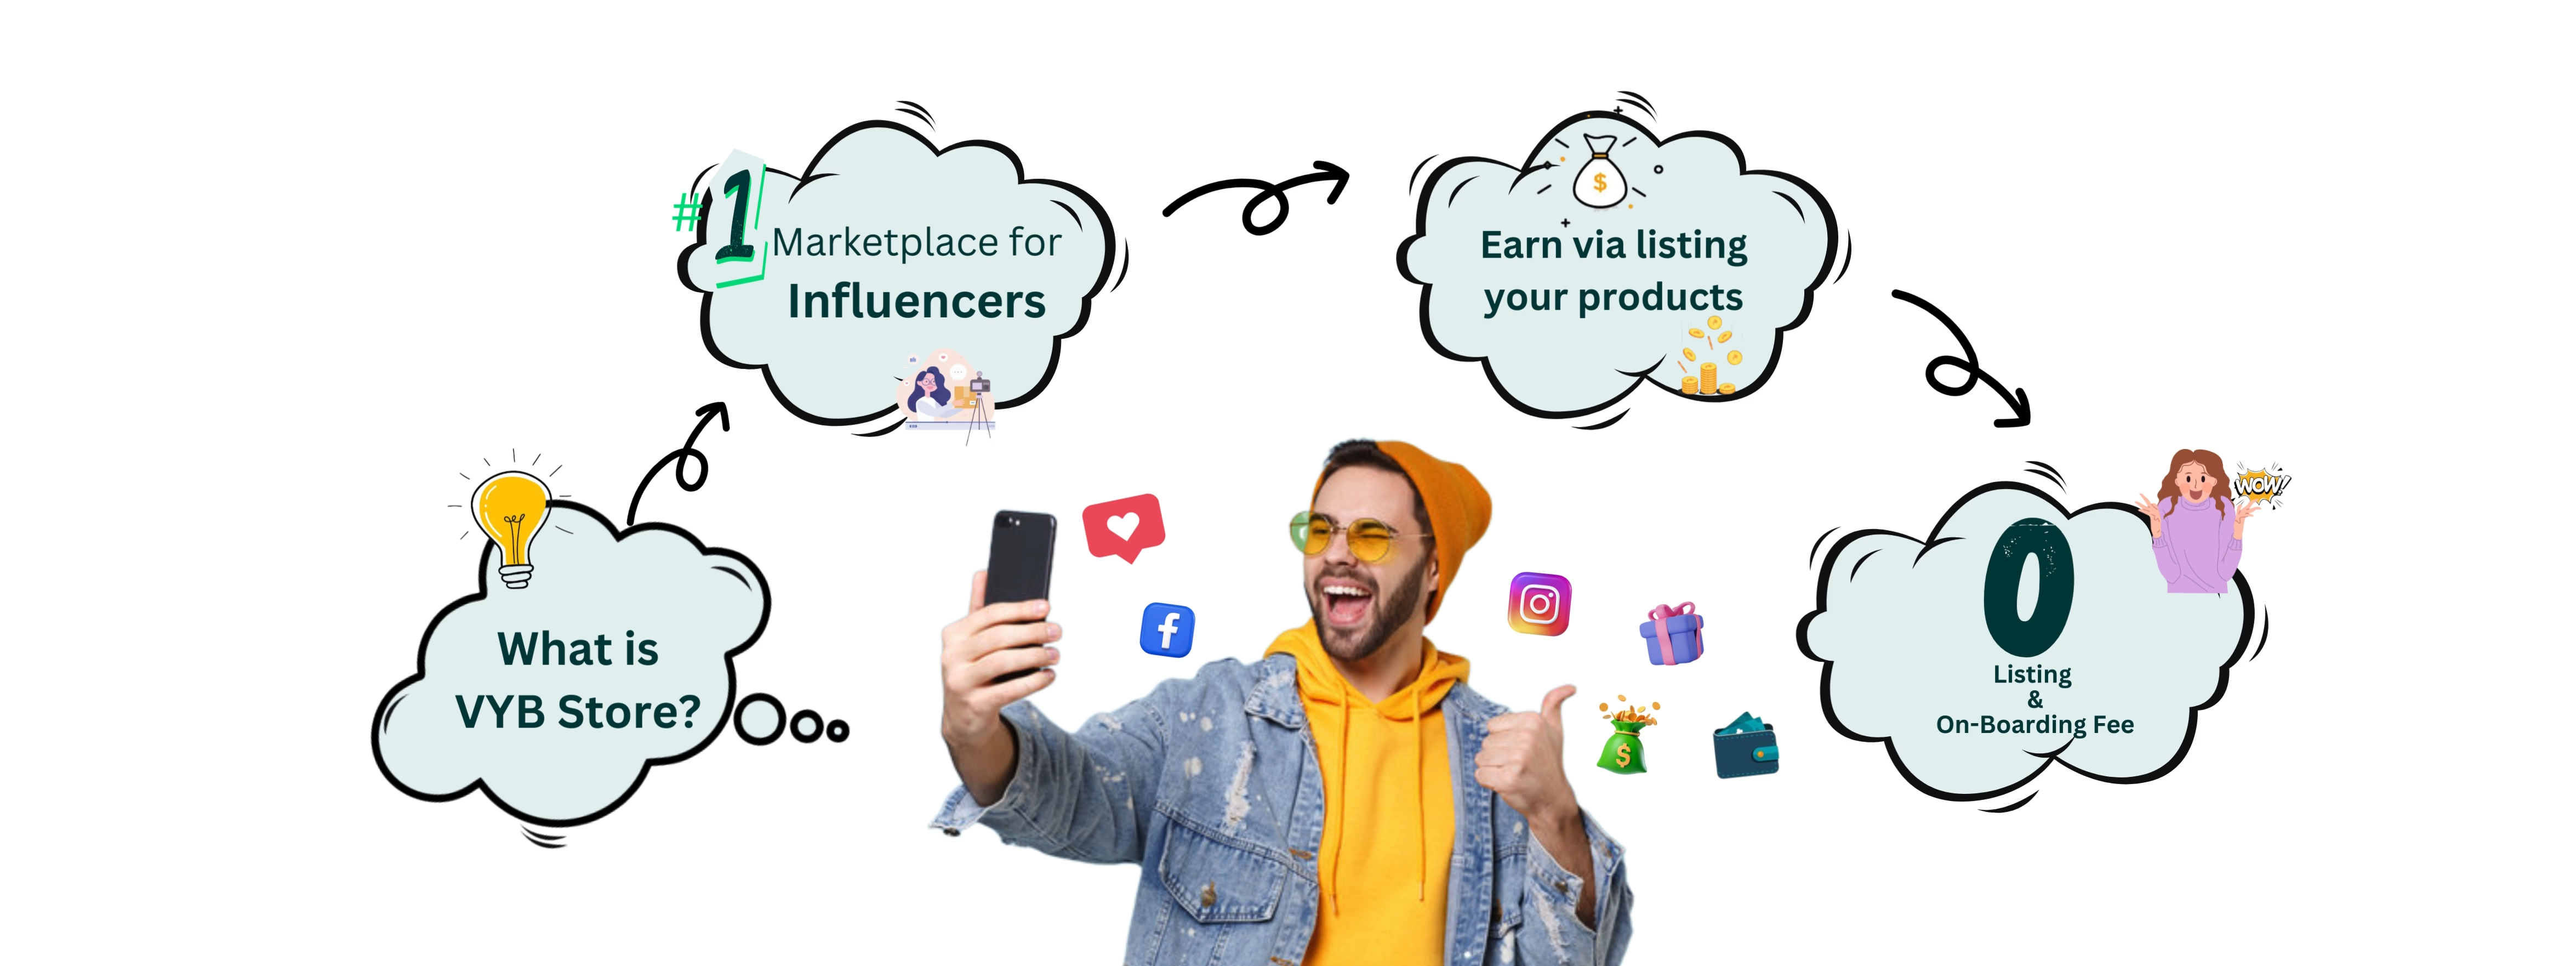 What is
VYB Store?
#1
Marketplace for
Influencers
$
Earn via listing
your products
WOW!
0
Listing
&
On-Boarding Fee
f
$